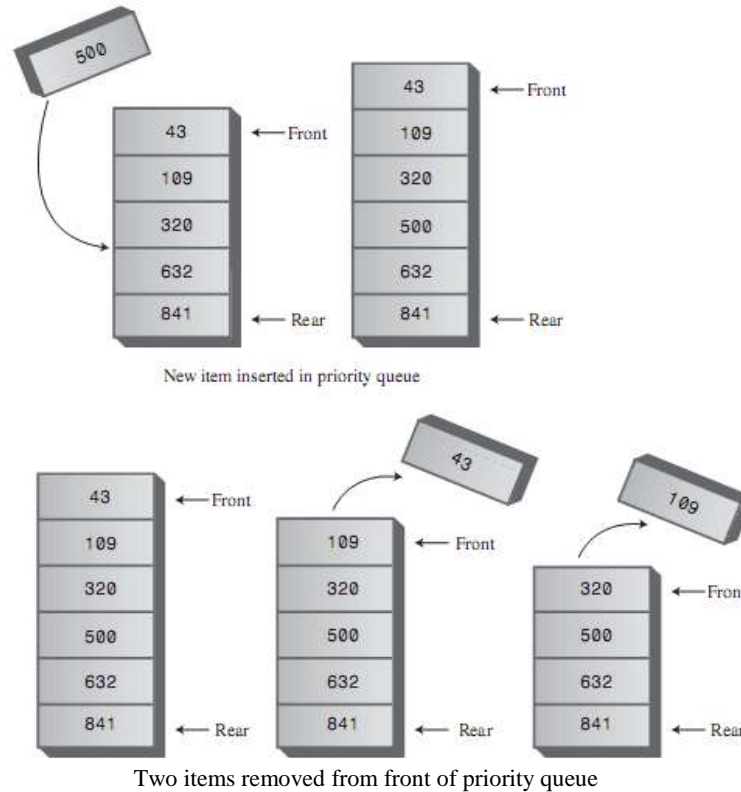 500
43 ← Front
109
320
632
841 ← Rear
43 ← Front
109
320
500
632
841 ← Rear
New item inserted in priority queue
43 ← Front
109
320
500
632
841 ← Rear
43
109 ← Front
320
500
632
841 ← Rear
109
320 ← Front
500
632
841 ← Rear
Two items removed from front of priority queue